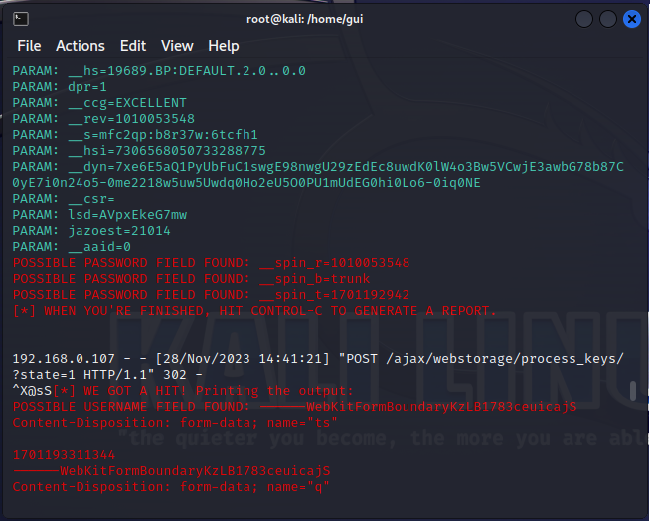 root@kali: /home/gui
File Actions Edit View Help
PARAM: __hs=19689.BP:DEFAULT.2.0..0.0
PARAM: dpr=1
PARAM: __ccg=EXCELLENT
PARAM: __rev=1010053548
PARAM: __s=mfc2qp:b8r37w:6tcfh1
PARAM: __hsi=7306568050733288775
PARAM: __dyn=7xe6E5aQ1PyUbFuC1swgE98nwgU29zEdEc8uwdK0lW4o3Bw5VCwjE3awbG78b87C
0yE7i0n24o5-0me2218w5uw5Uwdq0Ho2eU5O0PU1mUdEG0hi0Lo6-0iq0NE
PARAM: __csr=
PARAM: lsd=AVpxEkeG7mw
PARAM: jazoest=21014
PARAM: __aaid=0
POSSIBLE PASSWORD FIELD FOUND: __spin_r=1010053548
POSSIBLE PASSWORD FIELD FOUND: __spin_b=trunk
POSSIBLE PASSWORD FIELD FOUND: __spin_t=1701192942
[*] WHEN YOU'RE FINISHED, HIT CONTROL-C TO GENERATE A REPORT.
192.168.0.107 - - [28/Nov/2023 14:41:21] "POST /ajax/webstorage/process_keys/
?state=1 HTTP/1.1" 302 -
^X@sS[*] WE GOT A HIT! Printing the output:
POSSIBLE USERNAME FIELD FOUND: ------WebKitFormBoundaryKzLB1783ceuicajS
Content-Disposition: form-data; name="ts"
1701193311344
------WebKitFormBoundaryKzLB1783ceuicajS
Content-Disposition: form-data; name="q"
KALI LINU
"the quieter you become, the more you are abl